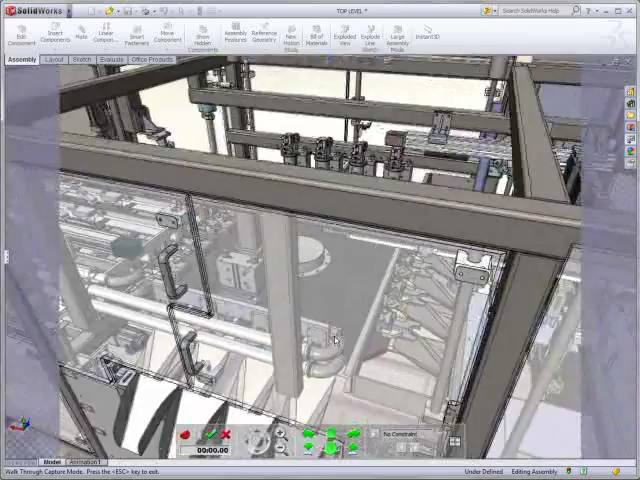 SolidWorks
TOP LEVEL *
Search SolidWorks Help
Edit Component
Insert Components
Mate
Linear Compon...
Smart Fasteners
Move Component
Show Hidden Components
Assembly Features
Reference Geometry
New Motion Study
Bill of Materials
Exploded View
Explode Line Sketch
Large Assembly Mode
Instant3D
Assembly
Layout
Sketch
Evaluate
Office Products
00:00.00
No Constraint
Model
Animation1
Walk Through Capture Mode. Press the <ESC> key to exit.
Under Defined
Editing Assembly